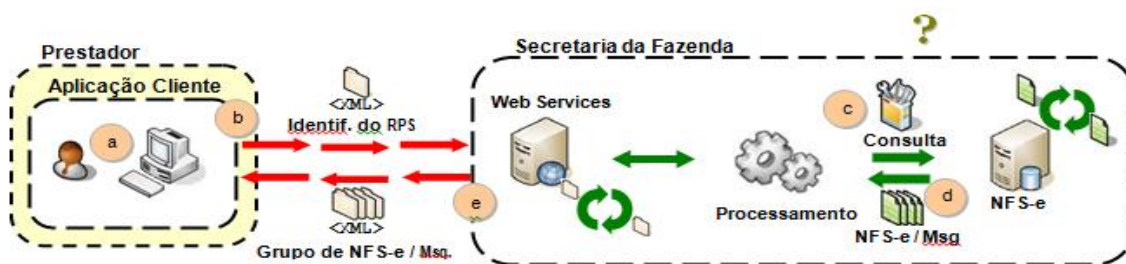 ?
Prestador
Secretaria da Fazenda
Aplicação Cliente
a
b
<XML>
Identif. do RPS
Web Services
c
Consulta
Processamento
d
e
<XML>
Grupo de NFS-e / Msg.
NFS-e / Msg
NFS-e